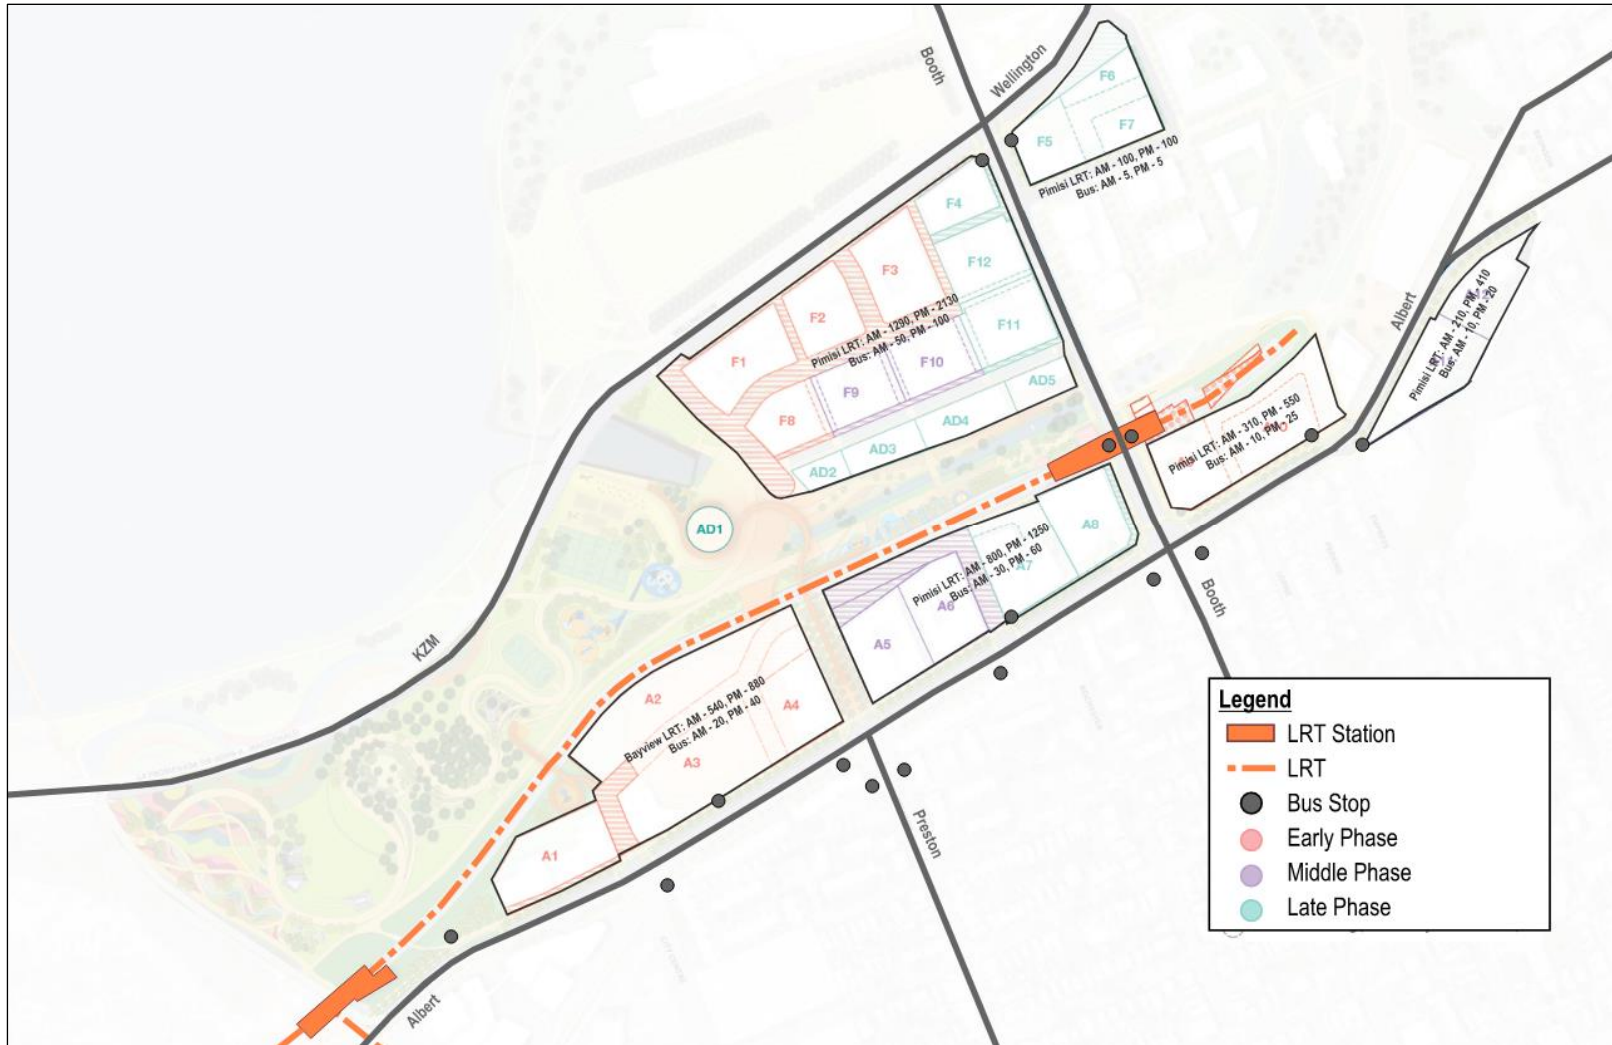 Booth
Wellington
F6
F5
F7
Pimisi LRT: AM - 100, PM - 100
Bus: AM - 5, PM - 5
F4
F3
F12
F2
F11
F1
Pimisi LRT: AM - 1290, PM - 2130
Bus: AM - 50, PM - 100
F10
F9
F8
AD5
AD4
AD3
AD2
AD1
Albert
Pimisi LRT: AM - 210, PM - 410
Bus: AM - 10, PM - 20
Pimisi LRT: AM - 310, PM - 550
Bus: AM - 10, PM - 25
A8
A7
Pimisi LRT: AM - 800, PM - 1250
Bus: AM - 30, PM - 60
A6
A5
Booth
KZM
A2
A4
Bayview LRT: AM - 540, PM - 880
Bus: AM - 20, PM - 40
A3
A1
Preston
Albert
Legend
LRT Station
LRT
Bus Stop
Early Phase
Middle Phase
Late Phase